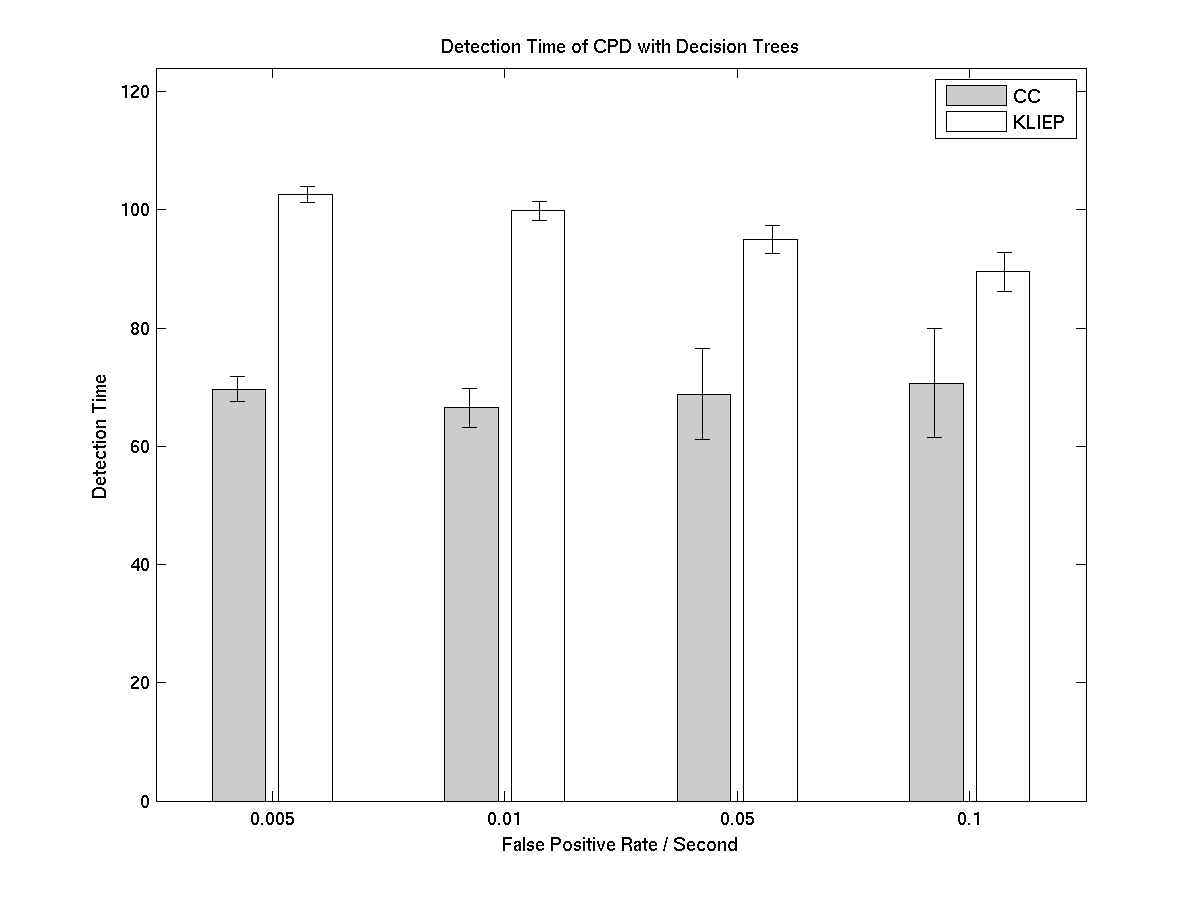 Detection Time of CPD with Decision Trees
CC
KLIEP
120
100
80
60
40
20
0
Detection Time
0.005 0.01 0.05 0.1
False Positive Rate / Second